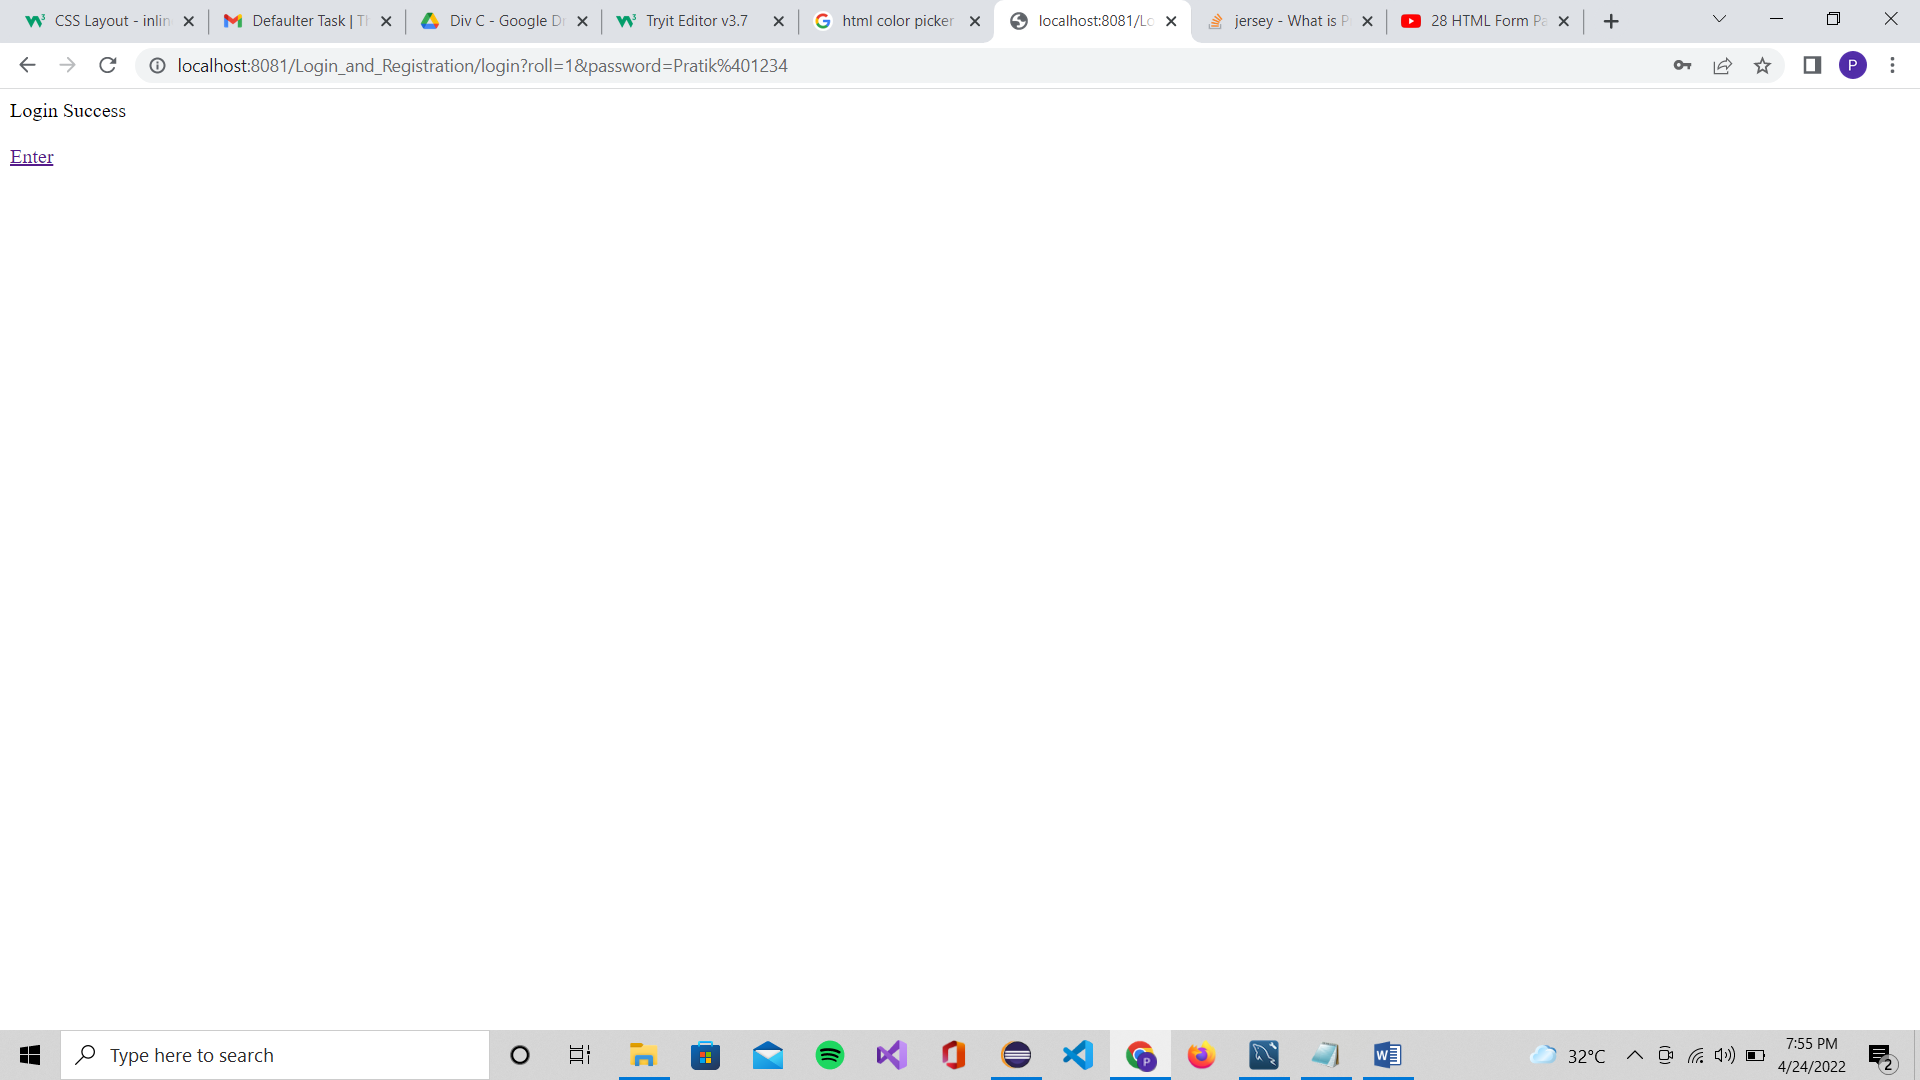 CSS Layout - inlin
Defaulter Task | Th
Div C - Google Dr
Tryit Editor v3.7
html color picker
localhost:8081/Lo
jersey - What is P
28 HTML Form Pa
localhost:8081/Login_and_Registration/login?roll=1&password=Pratik%401234
P
Login Success
Enter
Type here to search
P
32°C
7:55 PM
4/24/2022
2